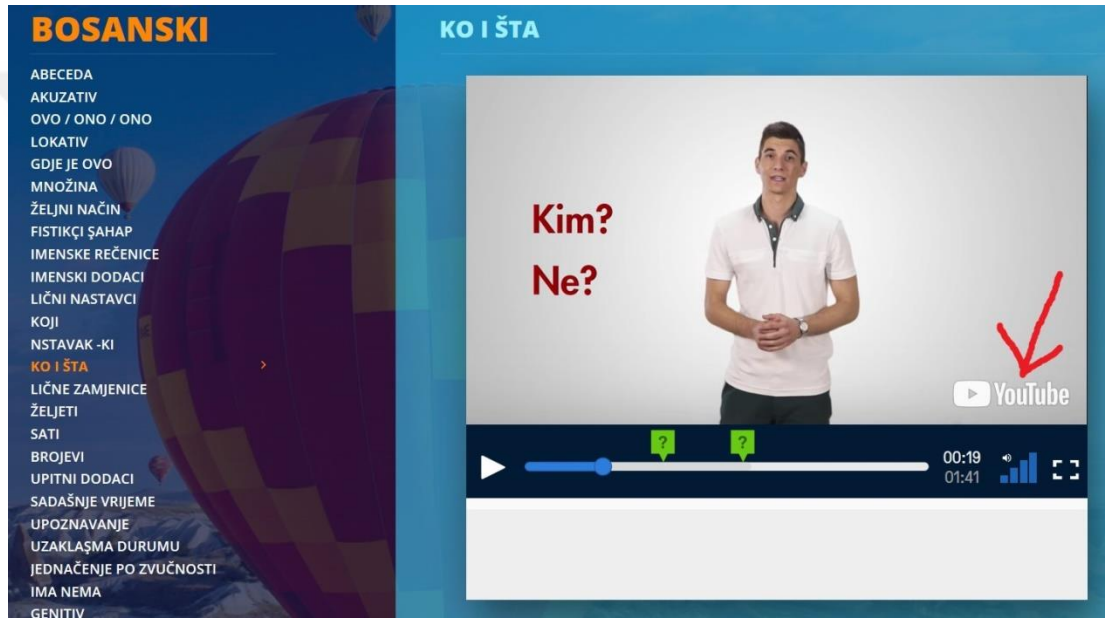 BOSANSKI
ABECEDA
AKUZATIV
OVO / ONO / ONO
LOKATIV
GDJE JE OVO
MNOŽINA
ŽELJNI NAČIN
FISTIKÇI ŞAHAP
IMENSKE REČENICE
IMENSKI DODACI
LIČNI NASTAVCI
KOJI
NSTAVAK -KI
KO I ŠTA
LIČNE ZAMJENICE
ŽELJETI
SATI
BROJEVI
UPITNI DODACI
SADAŠNJE VRIJEME
UPOZNAVANJE
UZAKLAŞMA DURUMU
JEDNAČENJE PO ZVUČNOSTI
IMA NEMA
GENITIV
KO I ŠTA
Kim?
Ne?
YouTube
? ?
00:19
01:41